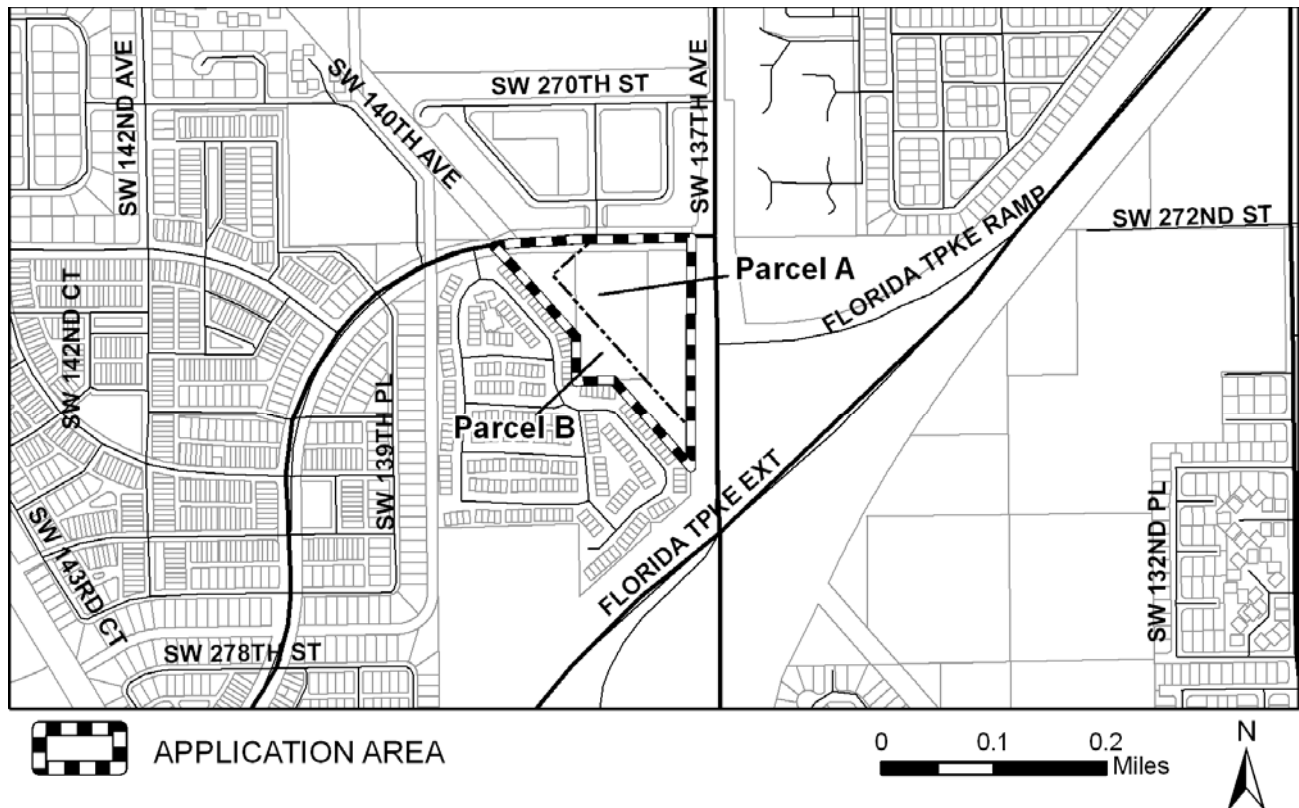 SW 142ND AVE
SW 140TH AVE
SW 270TH ST
SW 137TH AVE
FLORIDA TPKE RAMP
SW 272ND ST
Parcel A
SW 142ND CT
SW 139TH PL
Parcel B
FLORIDA TPKE EXT
SW 132ND PL
SW 143RD CT
SW 278TH ST
APPLICATION AREA
0 0.1 0.2
Miles
N